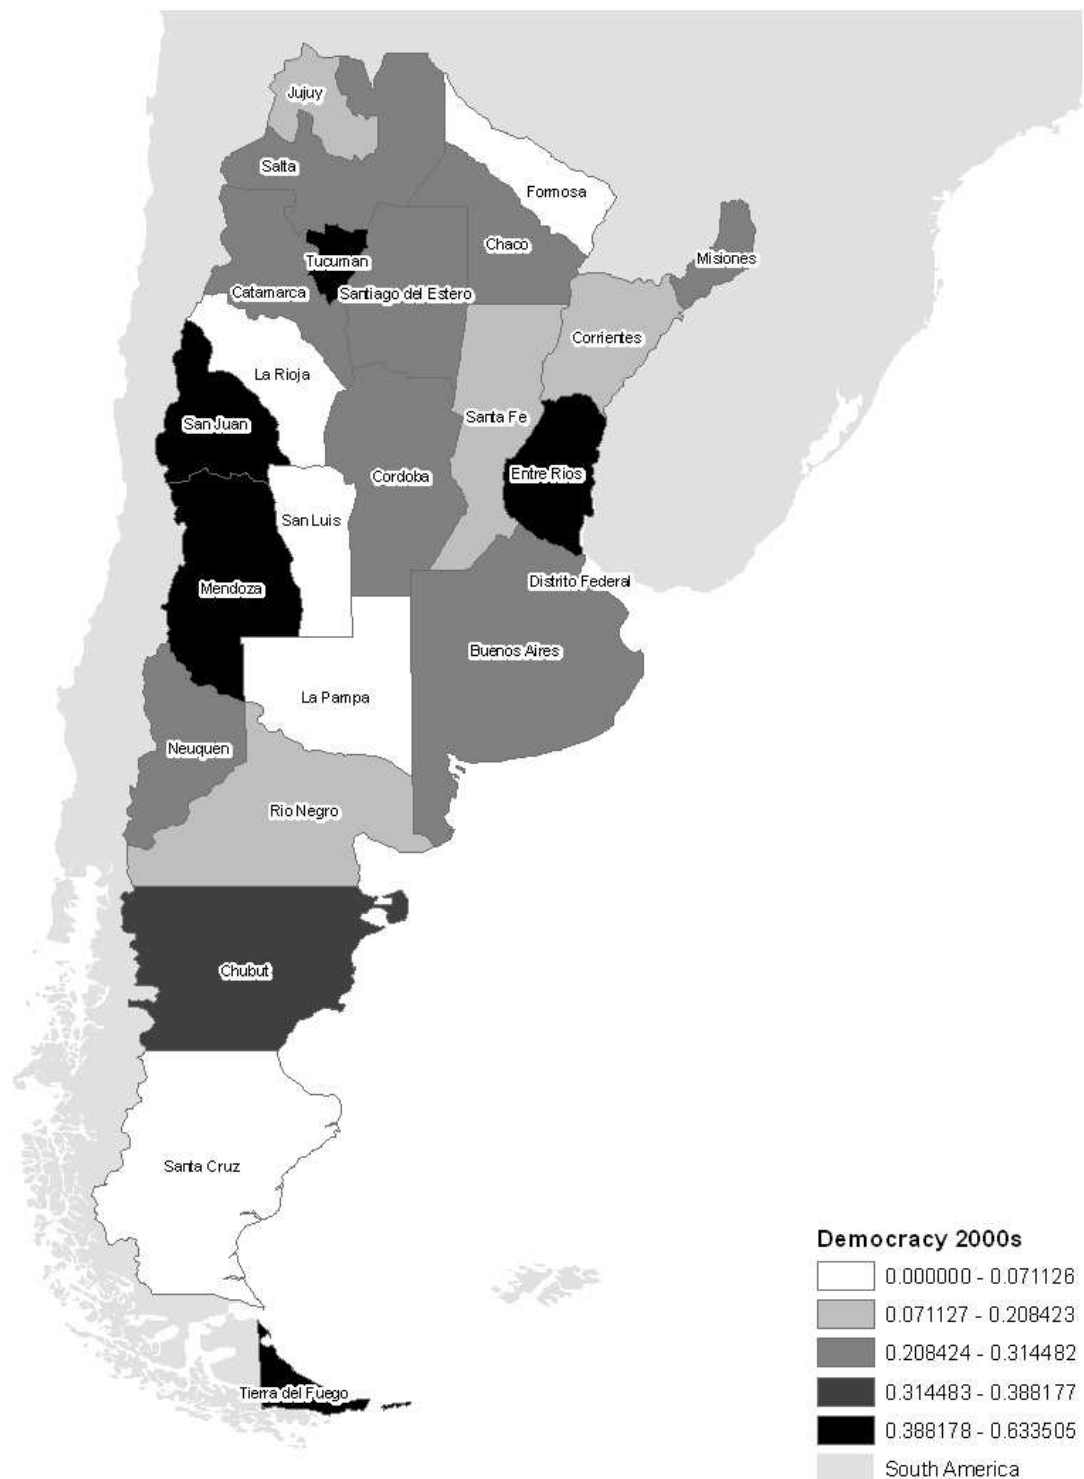 Jujuy
Salta
Formosa
Chaco
Misiones
Tucuman
Catamarca
Santiago del Estero
Corrientes
La Rioja
San Juan
Santa Fe
Cordoba
Entre Rios
San Luis
Distrito Federal
Mendoza
Buenos Aires
La Pampa
Neuquen
Rio Negro
Chubut
Santa Cruz
Tierra del Fuego
Democracy 2000s
0.000000 - 0.071126
0.071127 - 0.208423
0.208424 - 0.314482
0.314483 - 0.388177
0.388178 - 0.633505
South America